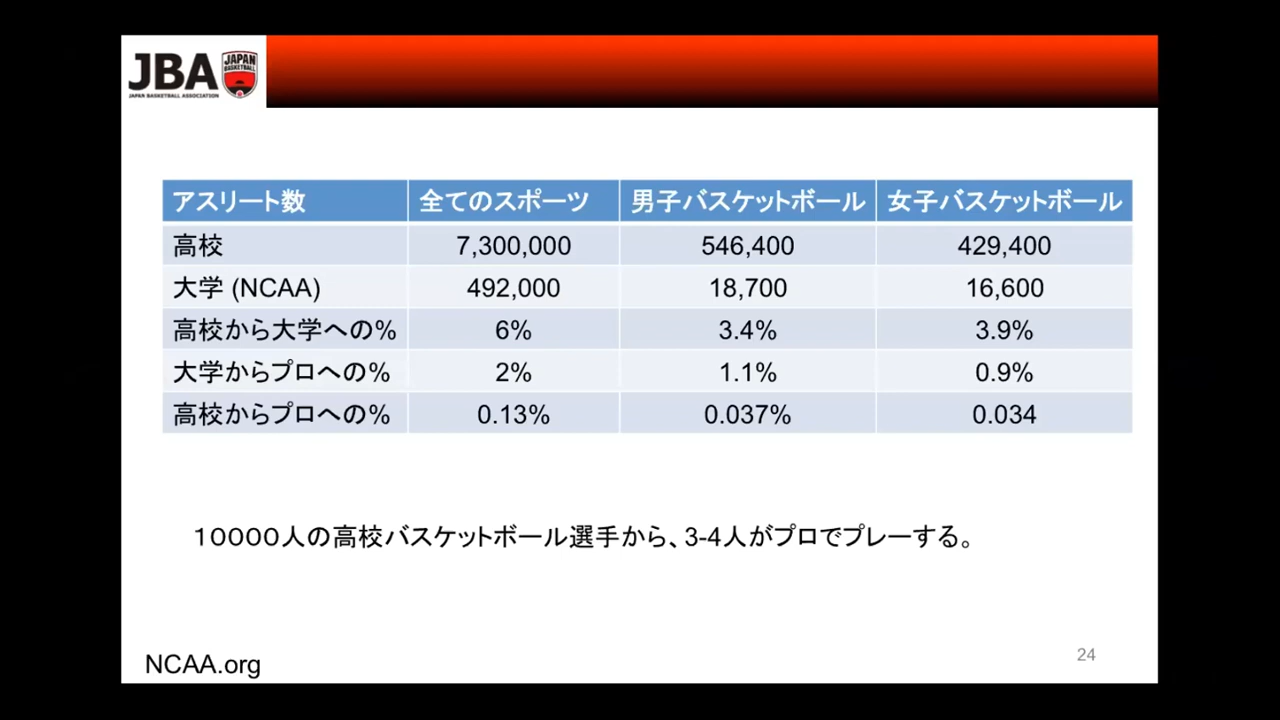 JBA
JAPAN BASKETBALL ASSOCIATION
JAPAN
BASKETBALL
アスリート数 全てのスポーツ 男子バスケットボール 女子バスケットボール
高校 7,300,000 546,400 429,400
大学 (NCAA) 492,000 18,700 16,600
高校から大学への% 6% 3.4% 3.9%
大学からプロへの% 2% 1.1% 0.9%
高校からプロへの% 0.13% 0.037% 0.034
１００００人の高校バスケットボール選手から、3-4人がプロでプレーする。
24
NCAA.org